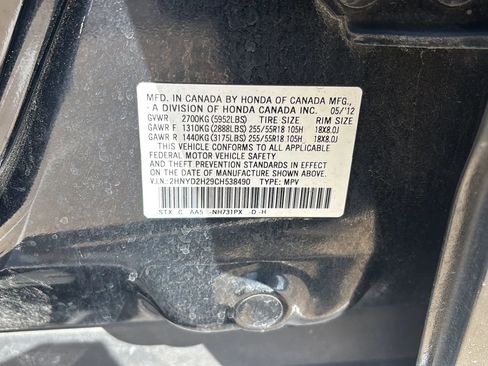 MFD. IN CANADA BY HONDA OF CANADA MFG.,
-A DIVISION OF HONDA CANADA INC. 05/'12
GVWR 2700KG(5952LBS) TIRE SIZE RIM SIZE
GAWR F 1310KG(2888LBS) 255/55R18 105H 18X8.0J
GAWR R 1440KG(3175LBS) 255/55R18 105H 18X8.0J
THIS VEHICLE CONFORMS TO ALL APPLICABLE
FEDERAL MOTOR VEHICLE SAFETY
AND THEFT PREVENTION STANDARDS IN EFFECT ON
THE DATE OF MANUFACTURE SHOWN ABOVE.
V.I.N.:2HNYD2H29CH538490 TYPE: MPV
STX C AA5 -NH731PX -D -H